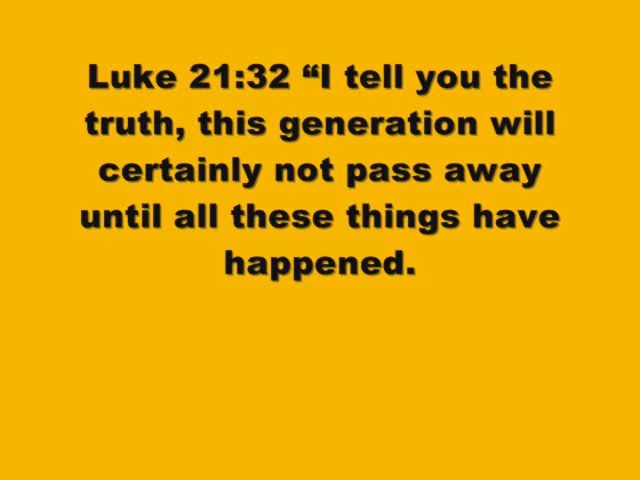 Luke 21:32 “I tell you the
truth, this generation will
certainly not pass away
until all these things have
happened.